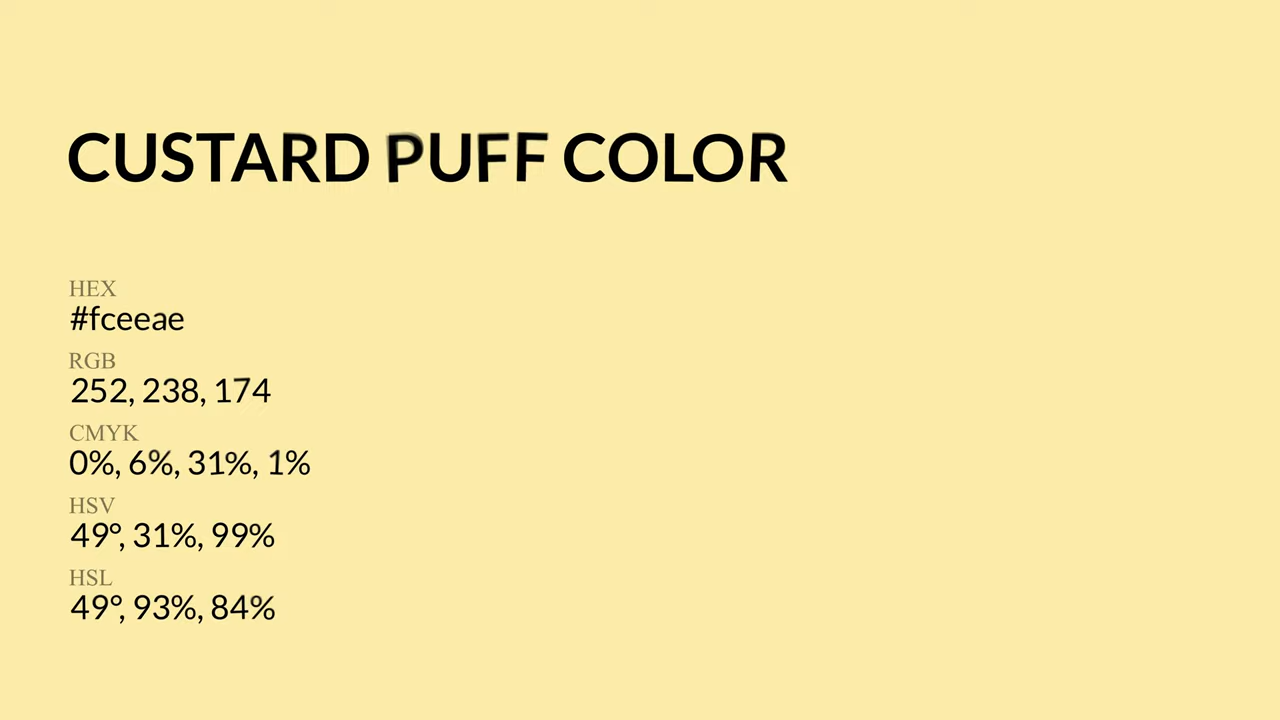 CUSTARD PUFF COLOR
HEX
#fceeae
RGB
252, 238, 174
CMYK
0%, 6%, 31%, 1%
HSV
49°, 31%, 99%
HSL
49°, 93%, 84%